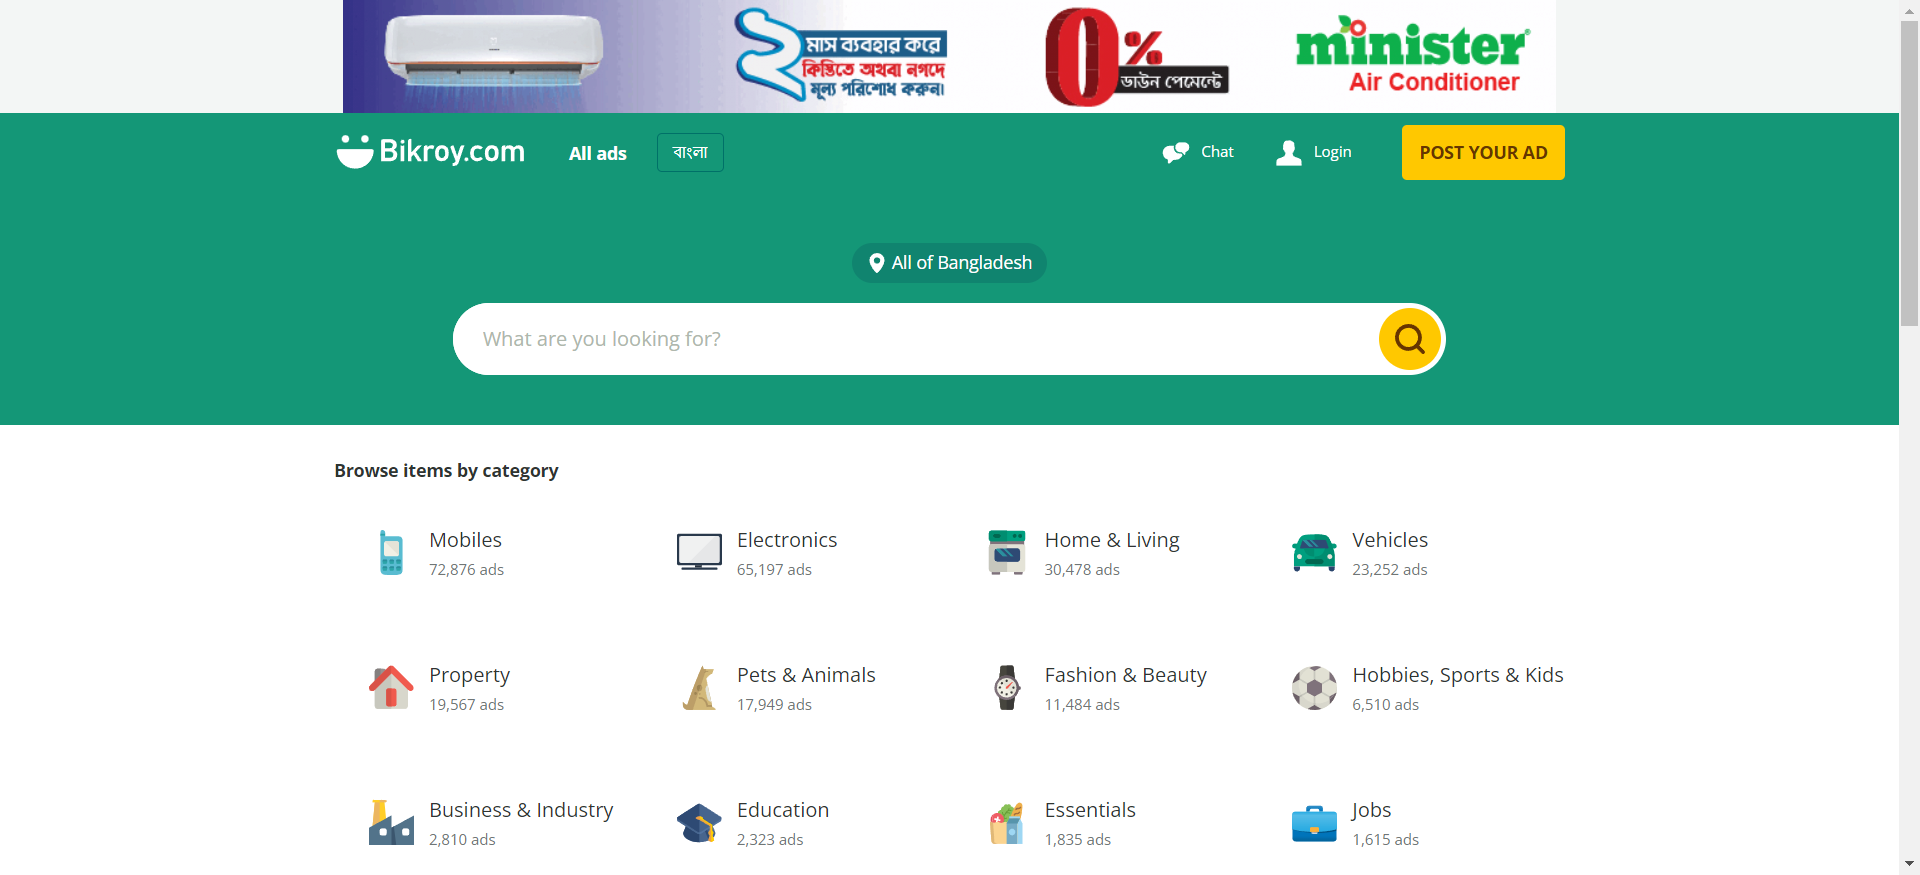 ২
মাস ব্যবহার করে
কিস্তিতে অথবা নগদে
মূল্য পরিশোধ করুন।
0%
ডাউন পেমেন্টে
minister®
Air Conditioner
Bikroy.com
All ads
বাংলা
Chat
Login
POST YOUR AD
All of Bangladesh
What are you looking for?
Browse items by category
Mobiles
72,876 ads
Electronics
65,197 ads
Home & Living
30,478 ads
Vehicles
23,252 ads
Property
19,567 ads
Pets & Animals
17,949 ads
Fashion & Beauty
11,484 ads
Hobbies, Sports & Kids
6,510 ads
Business & Industry
2,810 ads
Education
2,323 ads
Essentials
1,835 ads
Jobs
1,615 ads